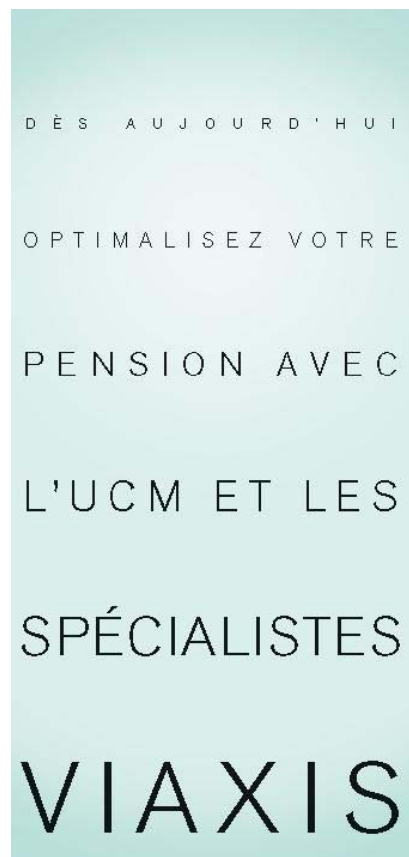 DÈS AUJOURD'HUI
OPTIMALISEZ VOTRE
PENSION AVEC
L'UCM ET LES
SPÉCIALISTES
VIAXIS